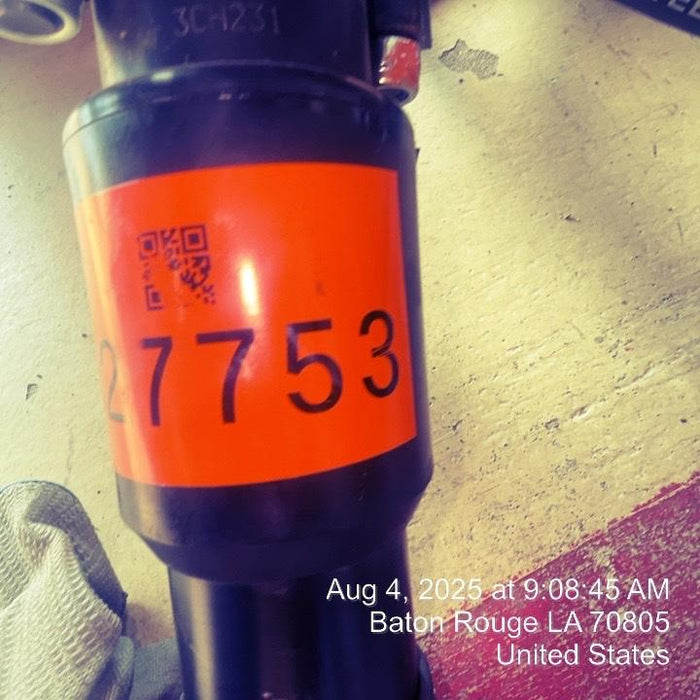 3CH231
27753
Aug 4, 2025 at 9:08:45 AM
Baton Rouge LA 70805
United States